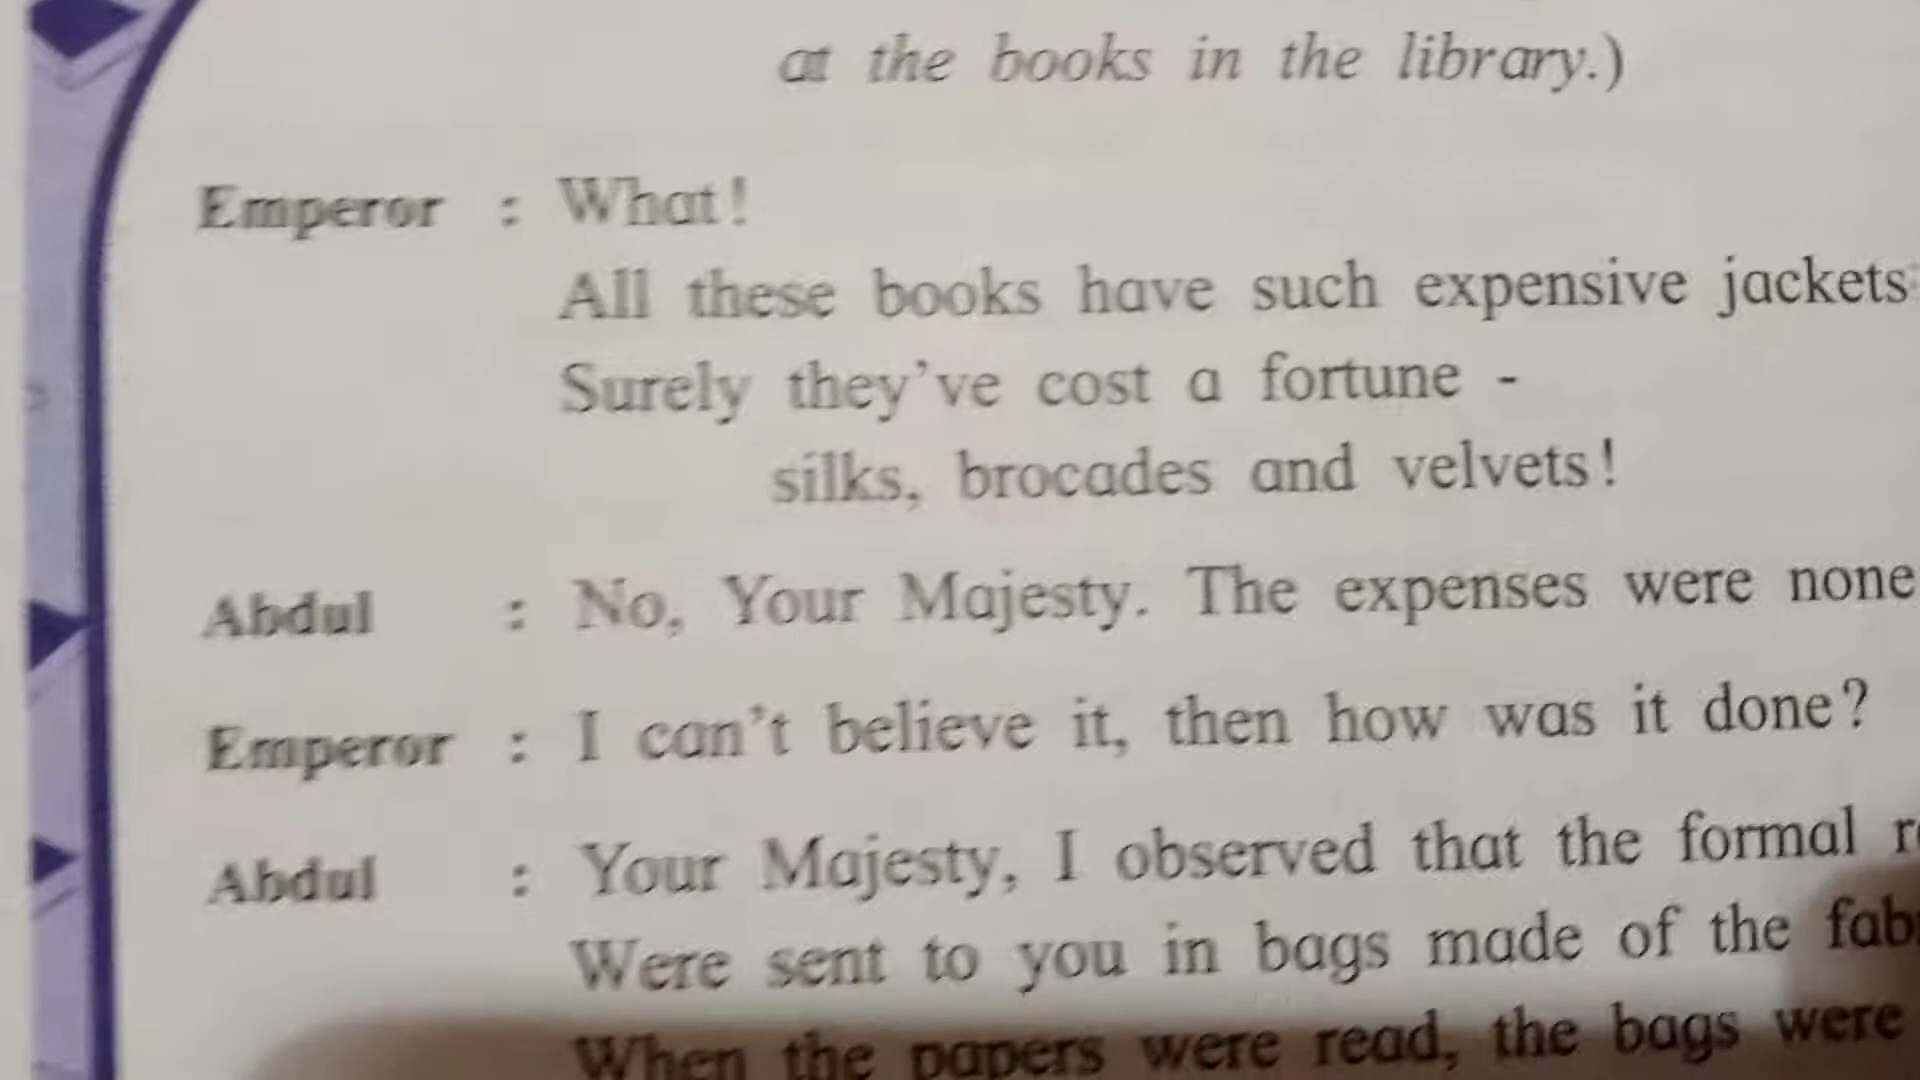 at the books in the library.)
Emperor : What!
All these books have such expensive jackets
Surely they've cost a fortune -
silks, brocades and velvets!
Abdul : No, Your Majesty. The expenses were none
Emperor : I can't believe it, then how was it done?
Abdul : Your Majesty, I observed that the formal
Were sent to you in bags made of the
When the papers were read, the bags were